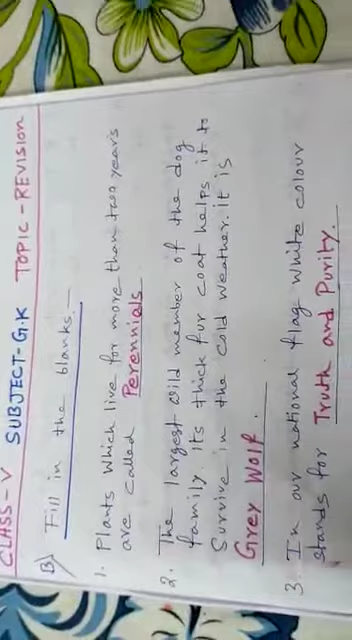 CLASS-V SUBJECT-G.K TOPIC-REVISION
B) Fill in the blanks.-
1. Plants which live for more than two years
are called Perennials
2. The largest wild member of the dog
family. Its thick fur coat helps it to
Survive in the cold weather. it is
Grey Wolf.
3. In our national flag white colour
stands for Truth and Purity.